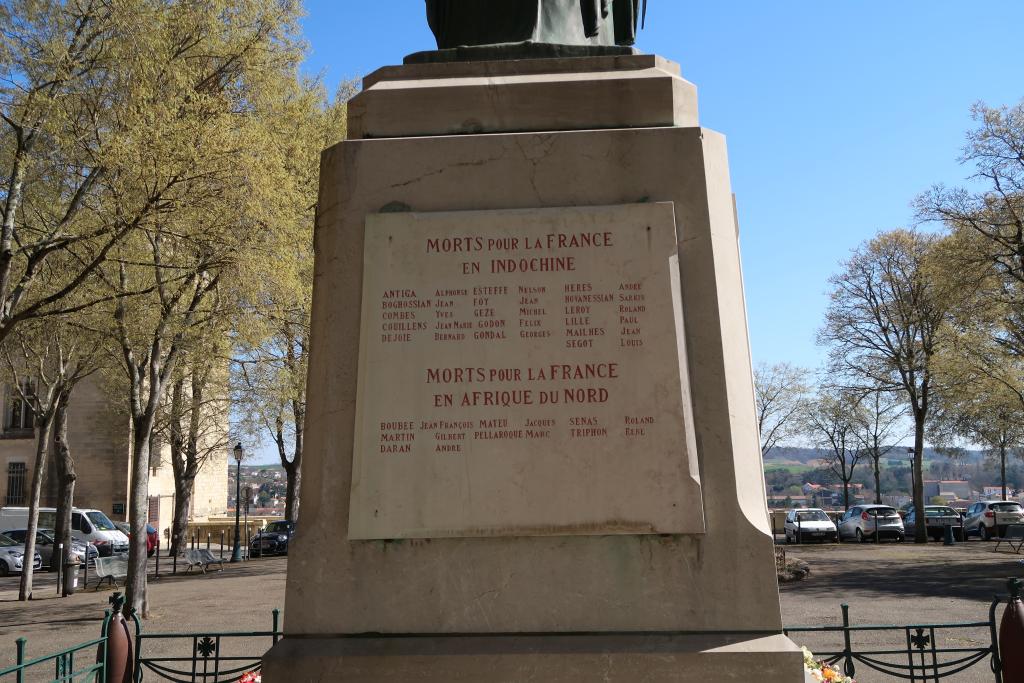 MORTS POUR LA FRANCE
EN INDOCHINE
ANTIGA ALPHONSE ESTEFFE NELSON HERES ANDRE
BOGHOSSIAN JEAN FOY JEAN HOVANESSIAN SARKIS
COMBES YVES GEZE MICHEL LEROY ROLAND
COUILLENS JEAN MARIE GODON FELIX LILLE PAUL
DEJOIE BERNARD GONDAL GEORGES MAILHES JEAN
SEGOT LOUIS
MORTS POUR LA FRANCE
EN AFRIQUE DU NORD
BOUBEE JEAN FRANÇOIS MATEU JACQUES SENAS ROLAND
MARTIN GILBERT PELLAROQUE MARC TRIPHON RENE
DARAN ANDRE